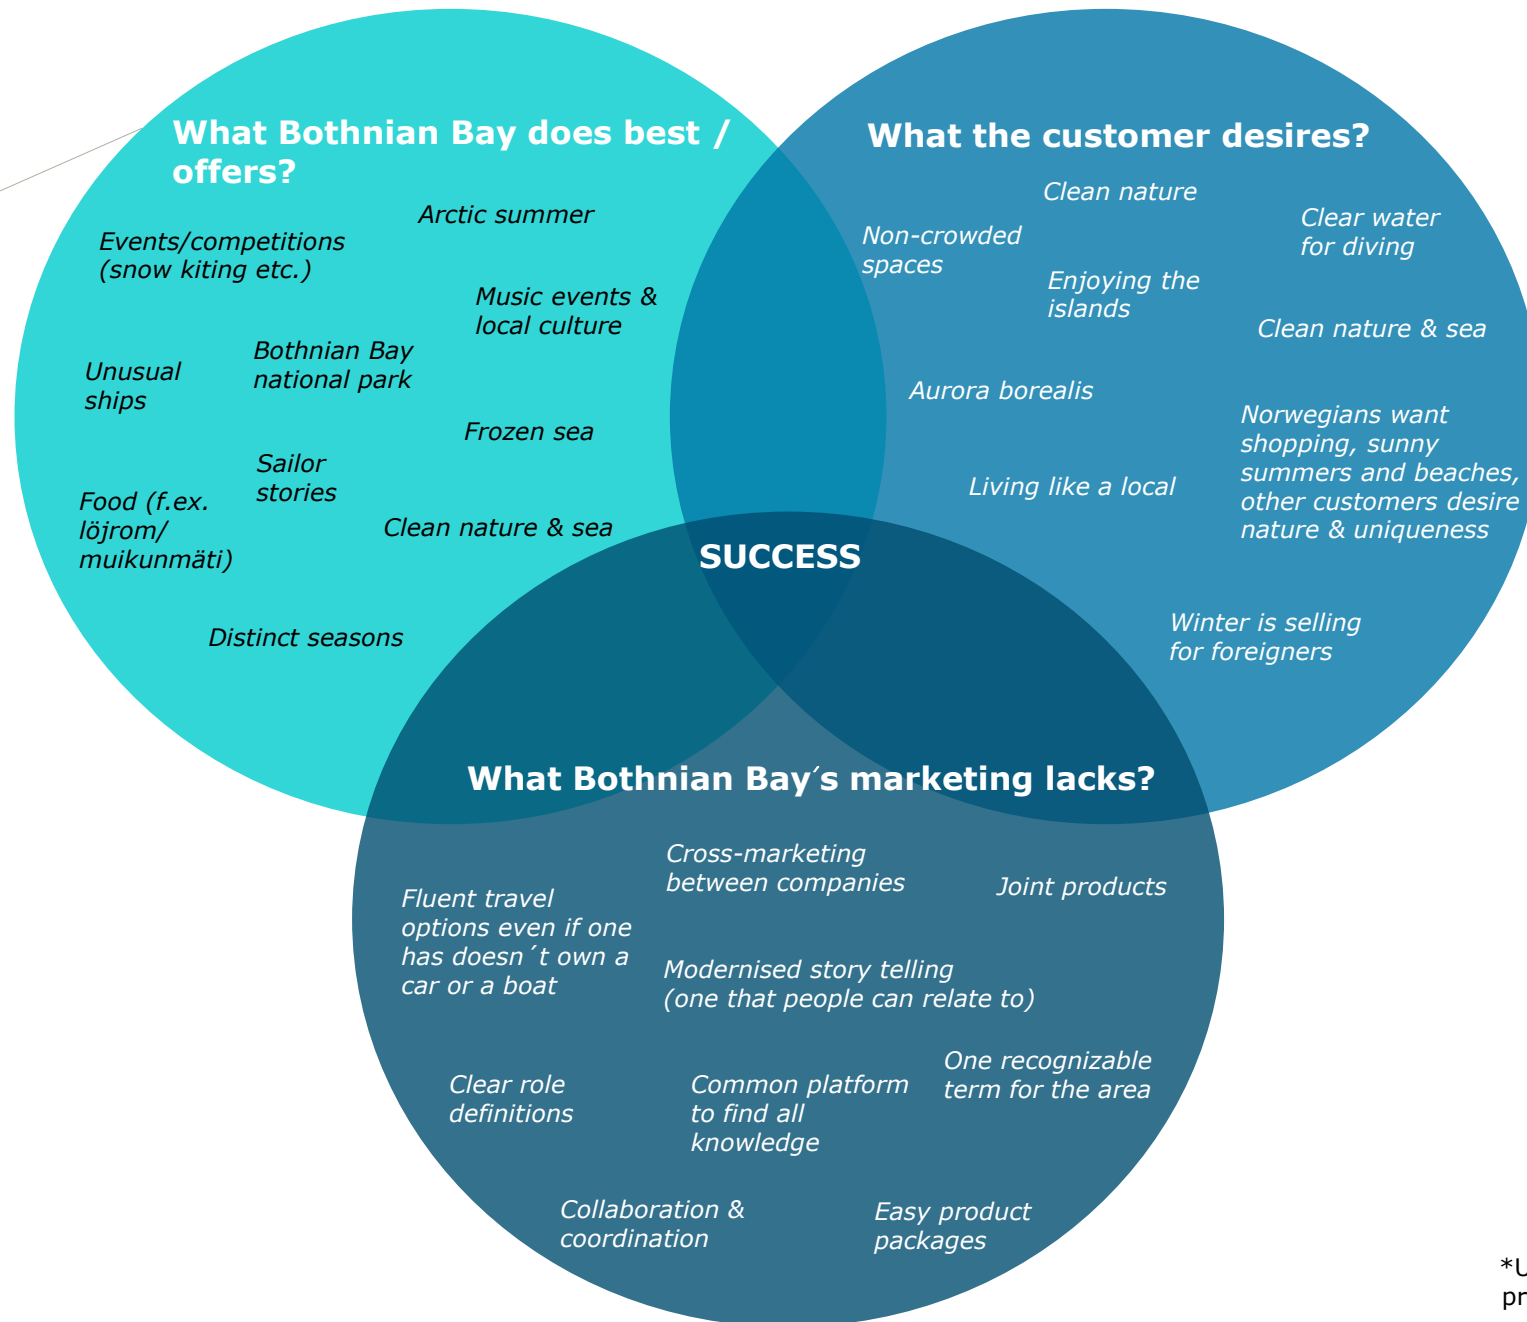 What Bothnian Bay does best /
offers?
Arctic summer
Events/competitions
(snow kiting etc.)
Music events &
local culture
Bothnian Bay
national park
Unusual
ships
Frozen sea
Sailor
stories
Food (f.ex.
löjrom/
muikunmäti)
Clean nature & sea
Distinct seasons
What the customer desires?
Clean nature
Clear water
for diving
Non-crowded
spaces
Enjoying the
islands
Clean nature & sea
Aurora borealis
Norwegians want
shopping, sunny
summers and beaches,
other customers desire
nature & uniqueness
Living like a local
Winter is selling
for foreigners
SUCCESS
What Bothnian Bay´s marketing lacks?
Cross-marketing
between companies
Joint products
Fluent travel
options even if one
has doesn´t own a
car or a boat
Modernised story telling
(one that people can relate to)
One recognizable
term for the area
Clear role
definitions
Common platform
to find all
knowledge
Collaboration &
coordination
Easy product
packages